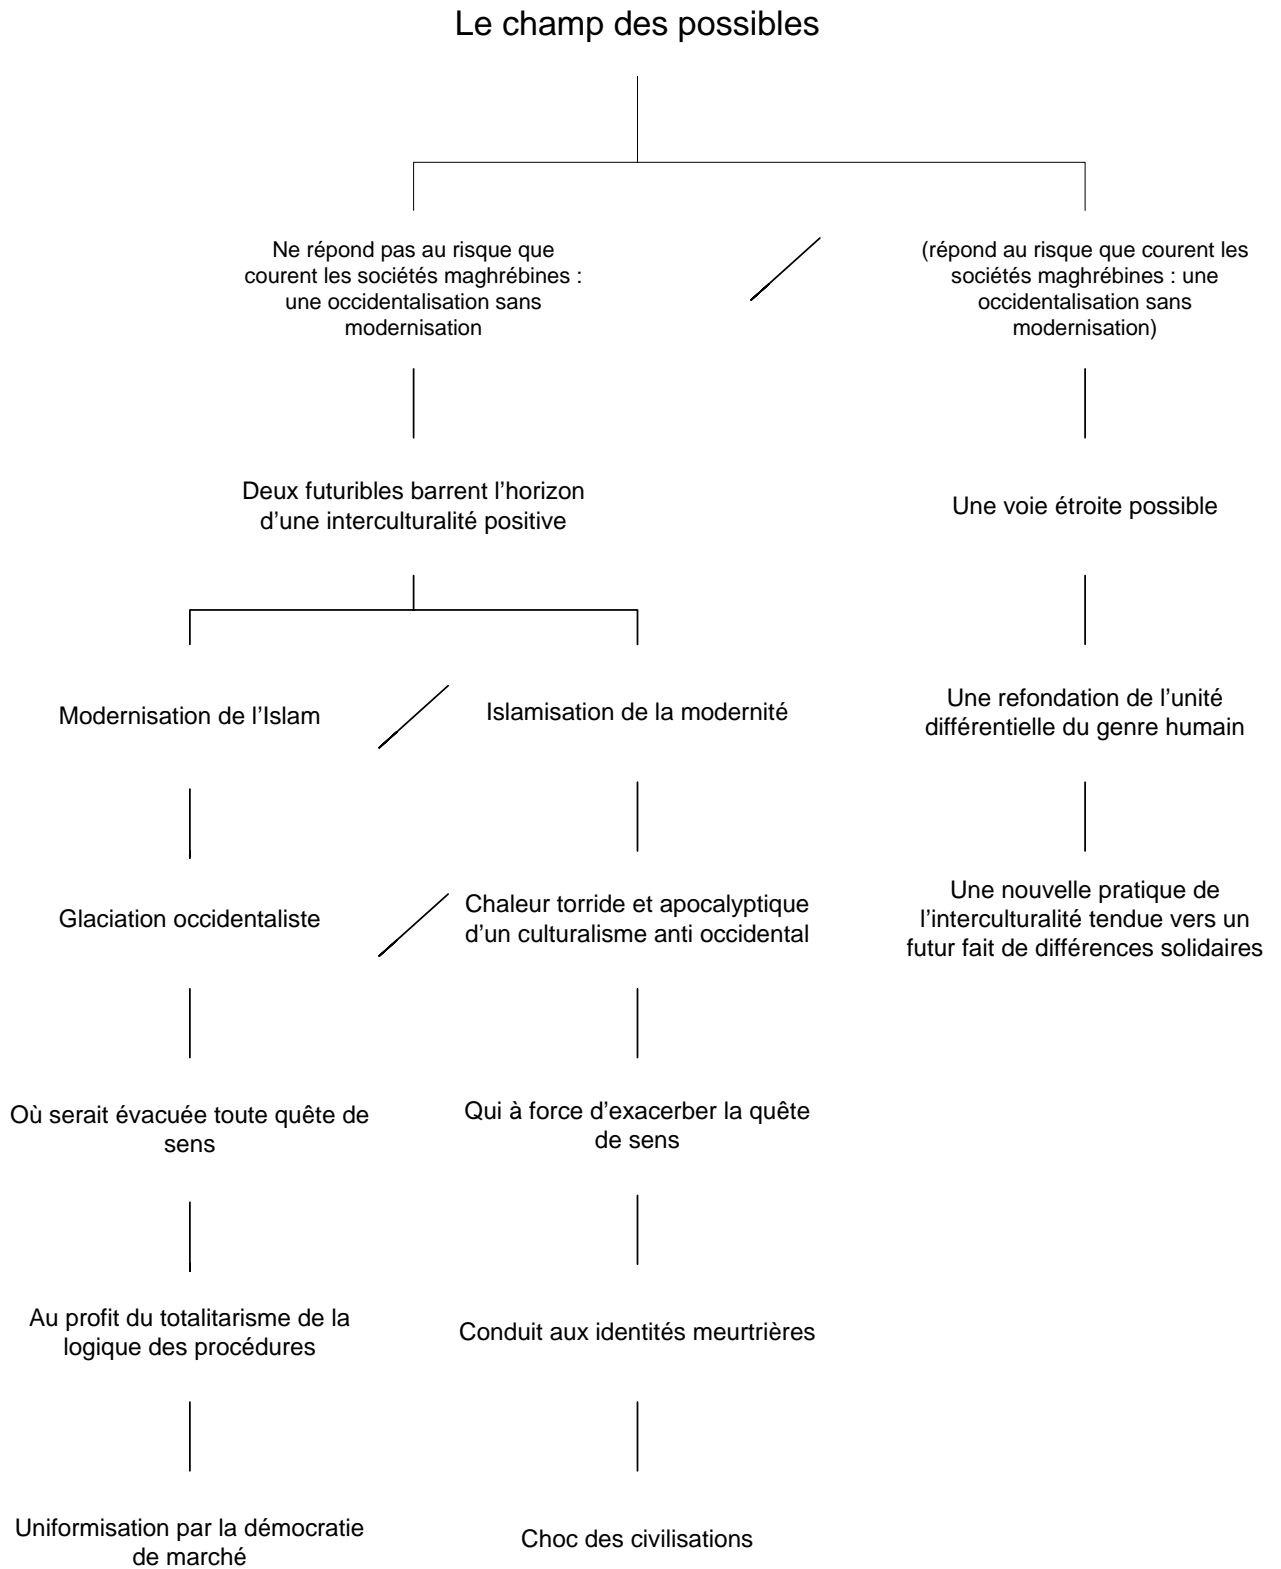 Le champ des possibles
Ne répond pas au risque que
courent les sociétés maghrébines :
une occidentalisation sans
modernisation
(répond au risque que courent les
sociétés maghrébines : une
occidentalisation sans
modernisation)
Deux futuribles barrent l’horizon
d’une interculturalité positive
Une voie étroite possible
Modernisation de l’Islam
Islamisation de la modernité
Une refondation de l’unité
différentielle du genre humain
Glaciation occidentaliste
Chaleur torride et apocalyptique
d’un culturalisme anti occidental
Une nouvelle pratique de
l’interculturalité tendue vers un
futur fait de différences solidaires
Où serait évacuée toute quête de
sens
Qui à force d’exacerber la quête
de sens
Au profit du totalitarisme de la
logique des procédures
Conduit aux identités meurtrières
Uniformisation par la démocratie
de marché
Choc des civilisations